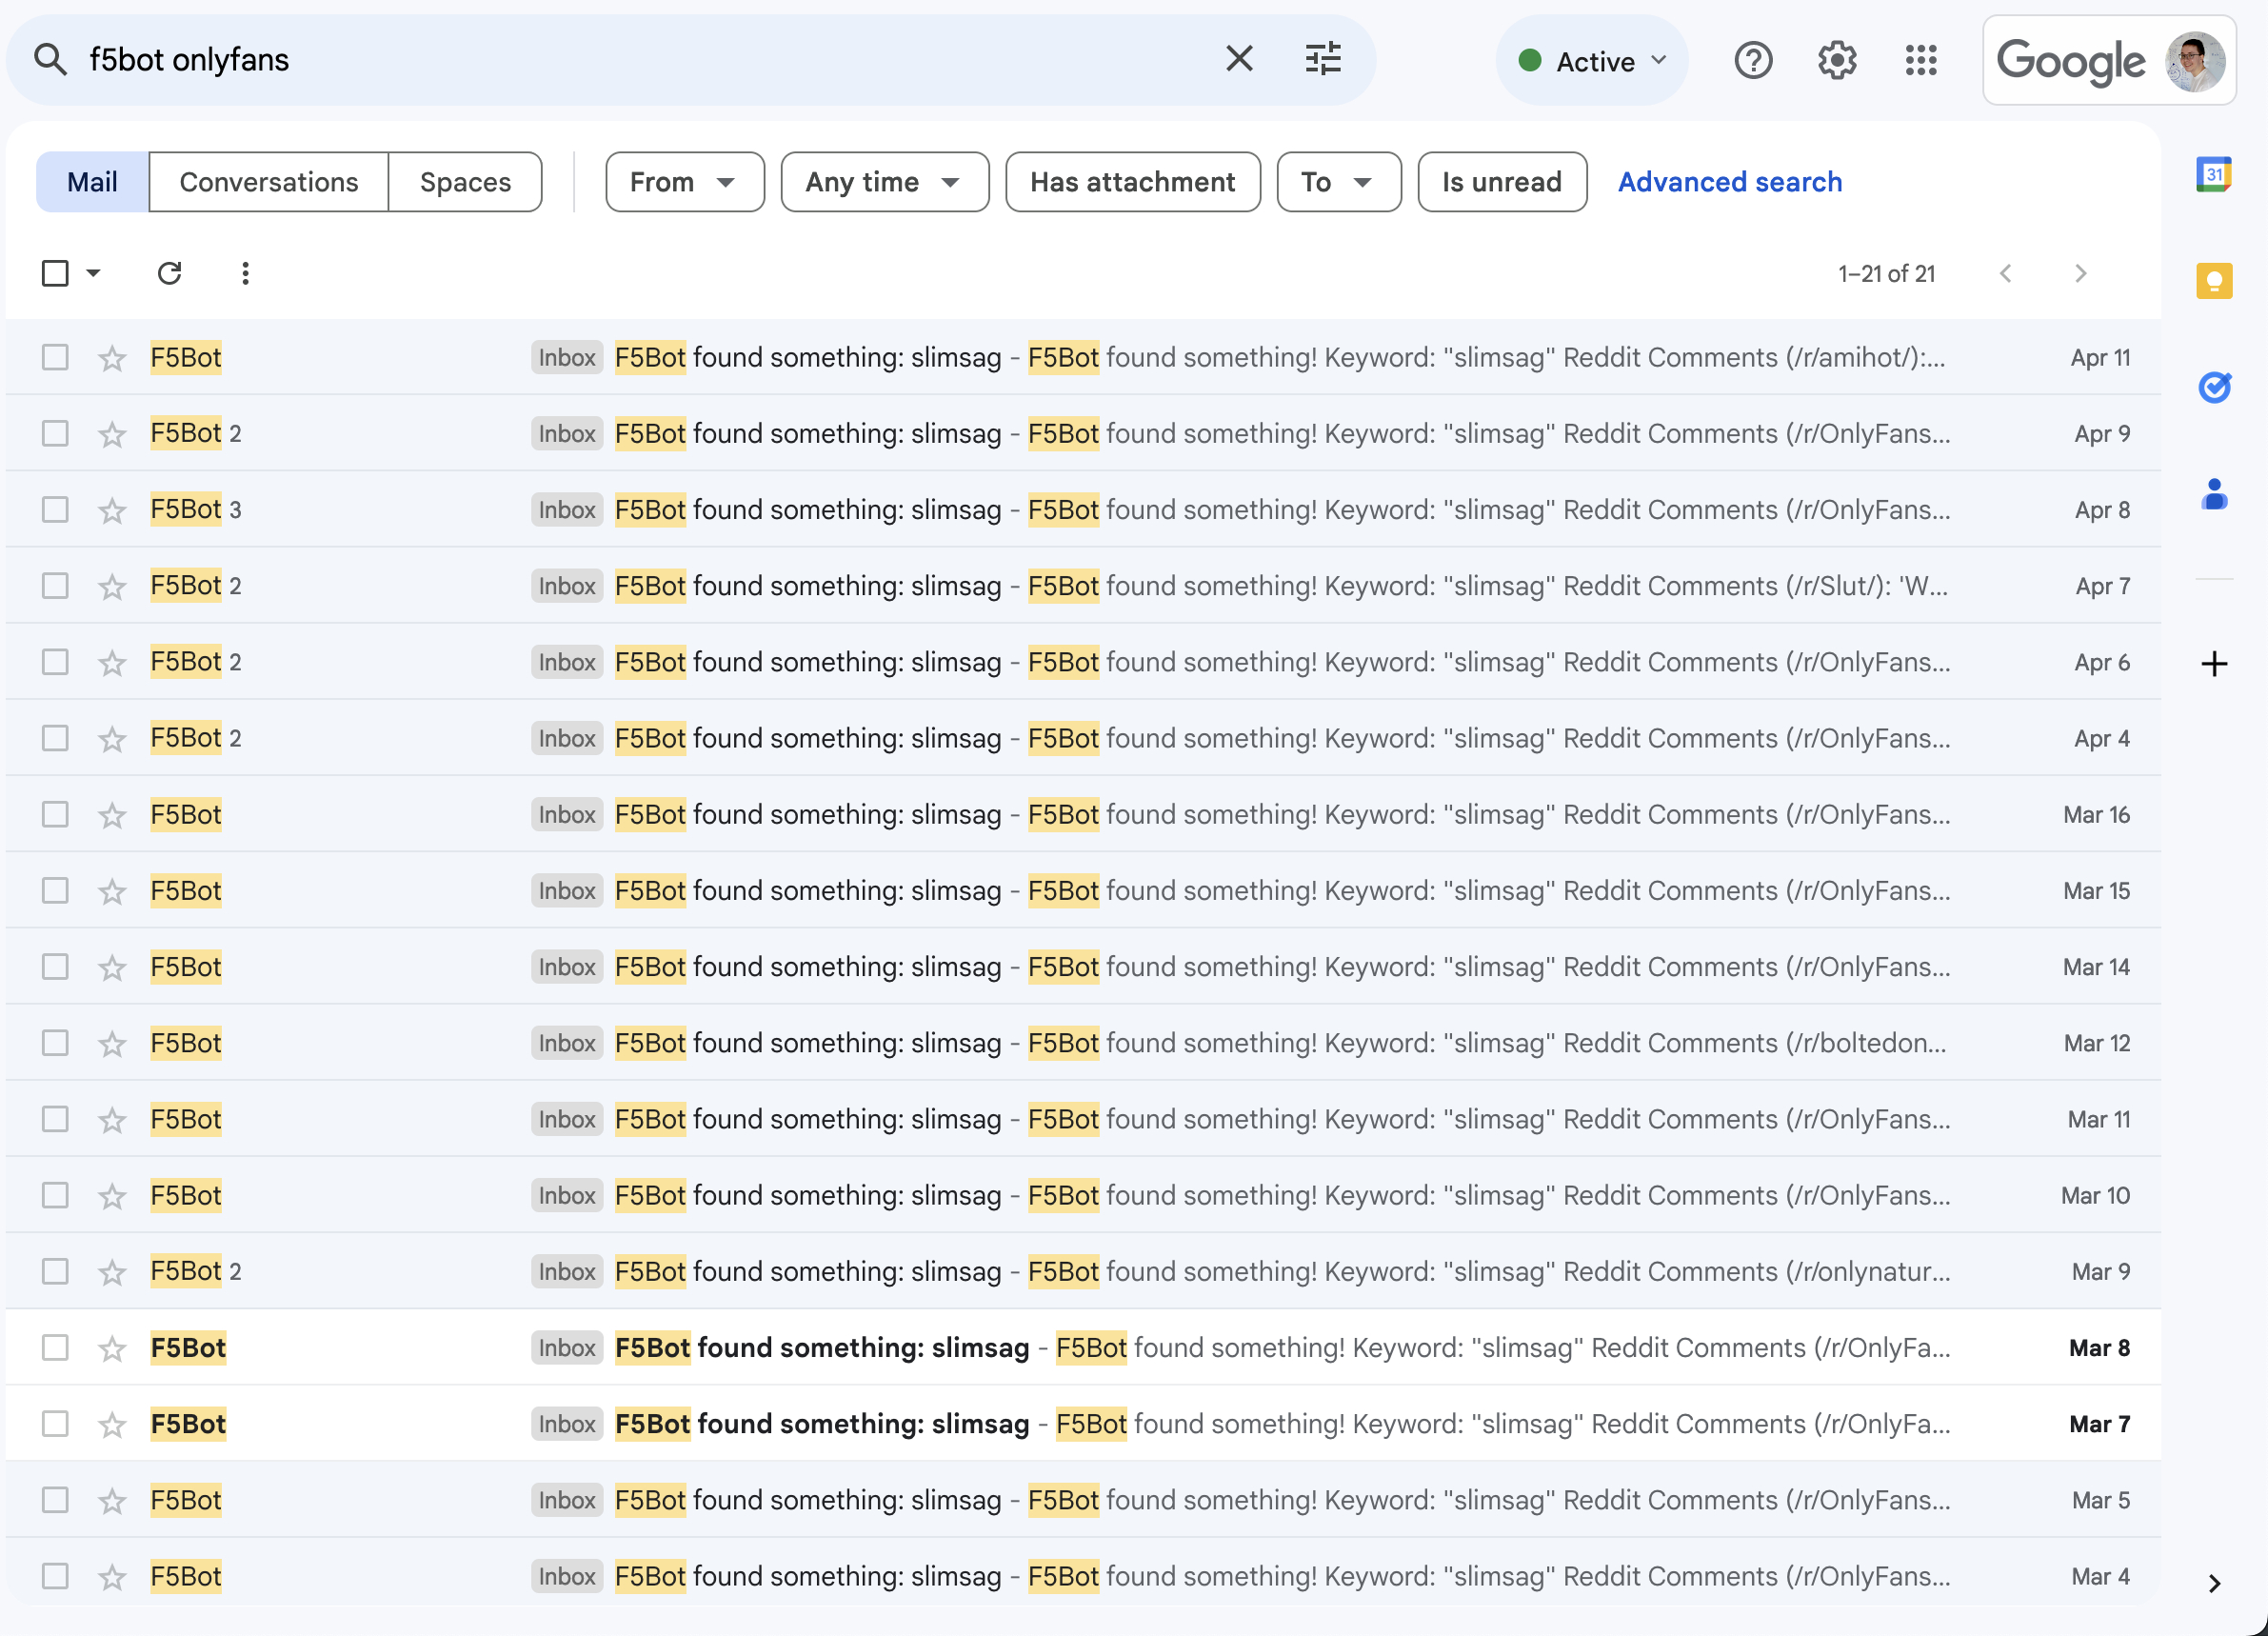 f5bot onlyfans
Active
Google
Mail Conversations Spaces From Any time Has attachment To Is unread Advanced search
31
1–21 of 21
F5Bot Inbox F5Bot found something: slimsag - F5Bot found something! Keyword: "slimsag" Reddit Comments (/r/amihot/):... Apr 11
F5Bot 2 Inbox F5Bot found something: slimsag - F5Bot found something! Keyword: "slimsag" Reddit Comments (/r/OnlyFans... Apr 9
F5Bot 3 Inbox F5Bot found something: slimsag - F5Bot found something! Keyword: "slimsag" Reddit Comments (/r/OnlyFans... Apr 8
F5Bot 2 Inbox F5Bot found something: slimsag - F5Bot found something! Keyword: "slimsag" Reddit Comments (/r/Slut/): 'W... Apr 7
F5Bot 2 Inbox F5Bot found something: slimsag - F5Bot found something! Keyword: "slimsag" Reddit Comments (/r/OnlyFans... Apr 6
F5Bot 2 Inbox F5Bot found something: slimsag - F5Bot found something! Keyword: "slimsag" Reddit Comments (/r/OnlyFans... Apr 4
F5Bot Inbox F5Bot found something: slimsag - F5Bot found something! Keyword: "slimsag" Reddit Comments (/r/OnlyFans... Mar 16
F5Bot Inbox F5Bot found something: slimsag - F5Bot found something! Keyword: "slimsag" Reddit Comments (/r/OnlyFans... Mar 15
F5Bot Inbox F5Bot found something: slimsag - F5Bot found something! Keyword: "slimsag" Reddit Comments (/r/OnlyFans... Mar 14
F5Bot Inbox F5Bot found something: slimsag - F5Bot found something! Keyword: "slimsag" Reddit Comments (/r/boltedon... Mar 12
F5Bot Inbox F5Bot found something: slimsag - F5Bot found something! Keyword: "slimsag" Reddit Comments (/r/OnlyFans... Mar 11
F5Bot Inbox F5Bot found something: slimsag - F5Bot found something! Keyword: "slimsag" Reddit Comments (/r/OnlyFans... Mar 10
F5Bot 2 Inbox F5Bot found something: slimsag - F5Bot found something! Keyword: "slimsag" Reddit Comments (/r/onlynatur... Mar 9
F5Bot Inbox F5Bot found something: slimsag - F5Bot found something! Keyword: "slimsag" Reddit Comments (/r/OnlyFa... Mar 8
F5Bot Inbox F5Bot found something: slimsag - F5Bot found something! Keyword: "slimsag" Reddit Comments (/r/OnlyFa... Mar 7
F5Bot Inbox F5Bot found something: slimsag - F5Bot found something! Keyword: "slimsag" Reddit Comments (/r/OnlyFans... Mar 5
F5Bot Inbox F5Bot found something: slimsag - F5Bot found something! Keyword: "slimsag" Reddit Comments (/r/OnlyFans... Mar 4